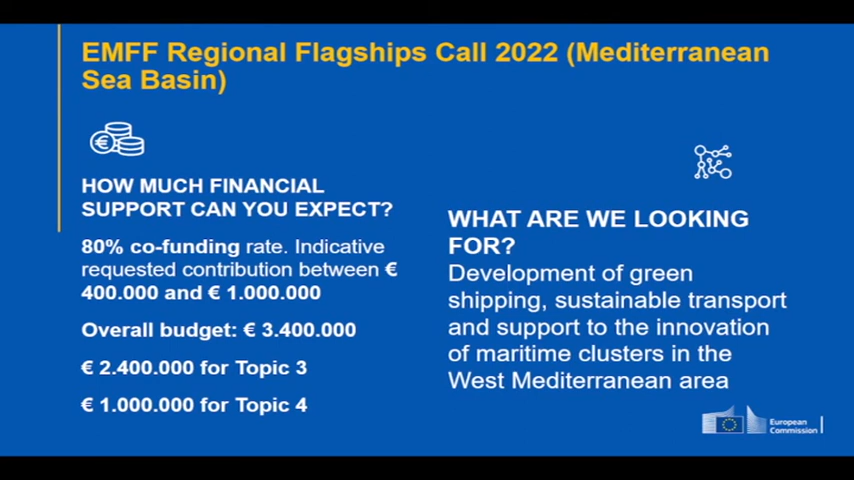 EMFF Regional Flagships Call 2022 (Mediterranean
Sea Basin)
HOW MUCH FINANCIAL
SUPPORT CAN YOU EXPECT?
80% co-funding rate. Indicative
requested contribution between €
400.000 and € 1.000.000
Overall budget: € 3.400.000
€ 2.400.000 for Topic 3
€ 1.000.000 for Topic 4
WHAT ARE WE LOOKING
FOR?
Development of green
shipping, sustainable transport
and support to the innovation
of maritime clusters in the
West Mediterranean area
European
Commission